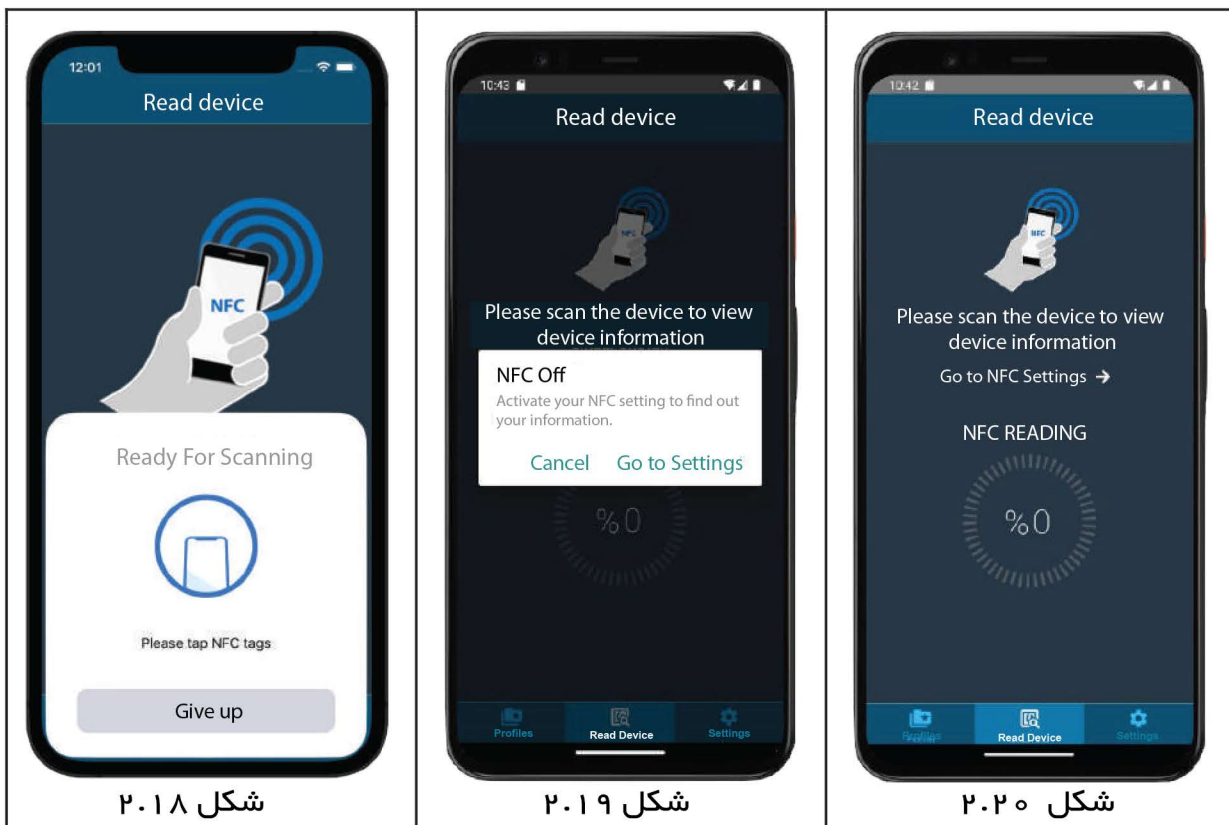 12:01
Read device
NFC
Ready For Scanning
Please tap NFC tags
Give up
شکل ۲.۱۸
10:43
Read device
NFC
Please scan the device to view
device information
NFC Off
Activate your NFC setting to find out
your information.
Cancel Go to Settings
%0
Profiles Read Device Settings
شکل ۲.۱۹
10:42
Read device
NFC
Please scan the device to view
device information
Go to NFC Settings →
NFC READING
%0
Profiles Read Device Settings
شکل ۲.۲۰